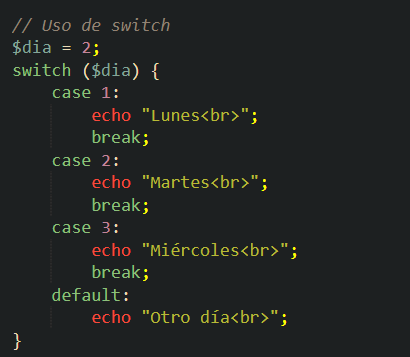 // Uso de switch
$dia = 2;
switch ($dia) {
    case 1:
        echo "Lunes<br>";
        break;
    case 2:
        echo "Martes<br>";
        break;
    case 3:
        echo "Miércoles<br>";
        break;
    default:
        echo "Otro día<br>";
}